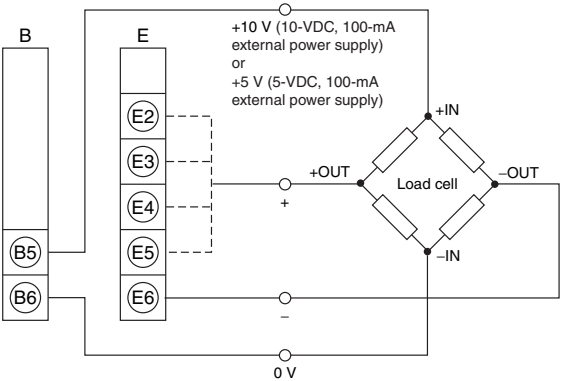 B
E
+10 V (10-VDC, 100-mA
external power supply)
or
+5 V (5-VDC, 100-mA
external power supply)
E2
E3
E4
E5
E6
B5
B6
+IN
+OUT
−OUT
Load cell
−IN
+
−
0 V